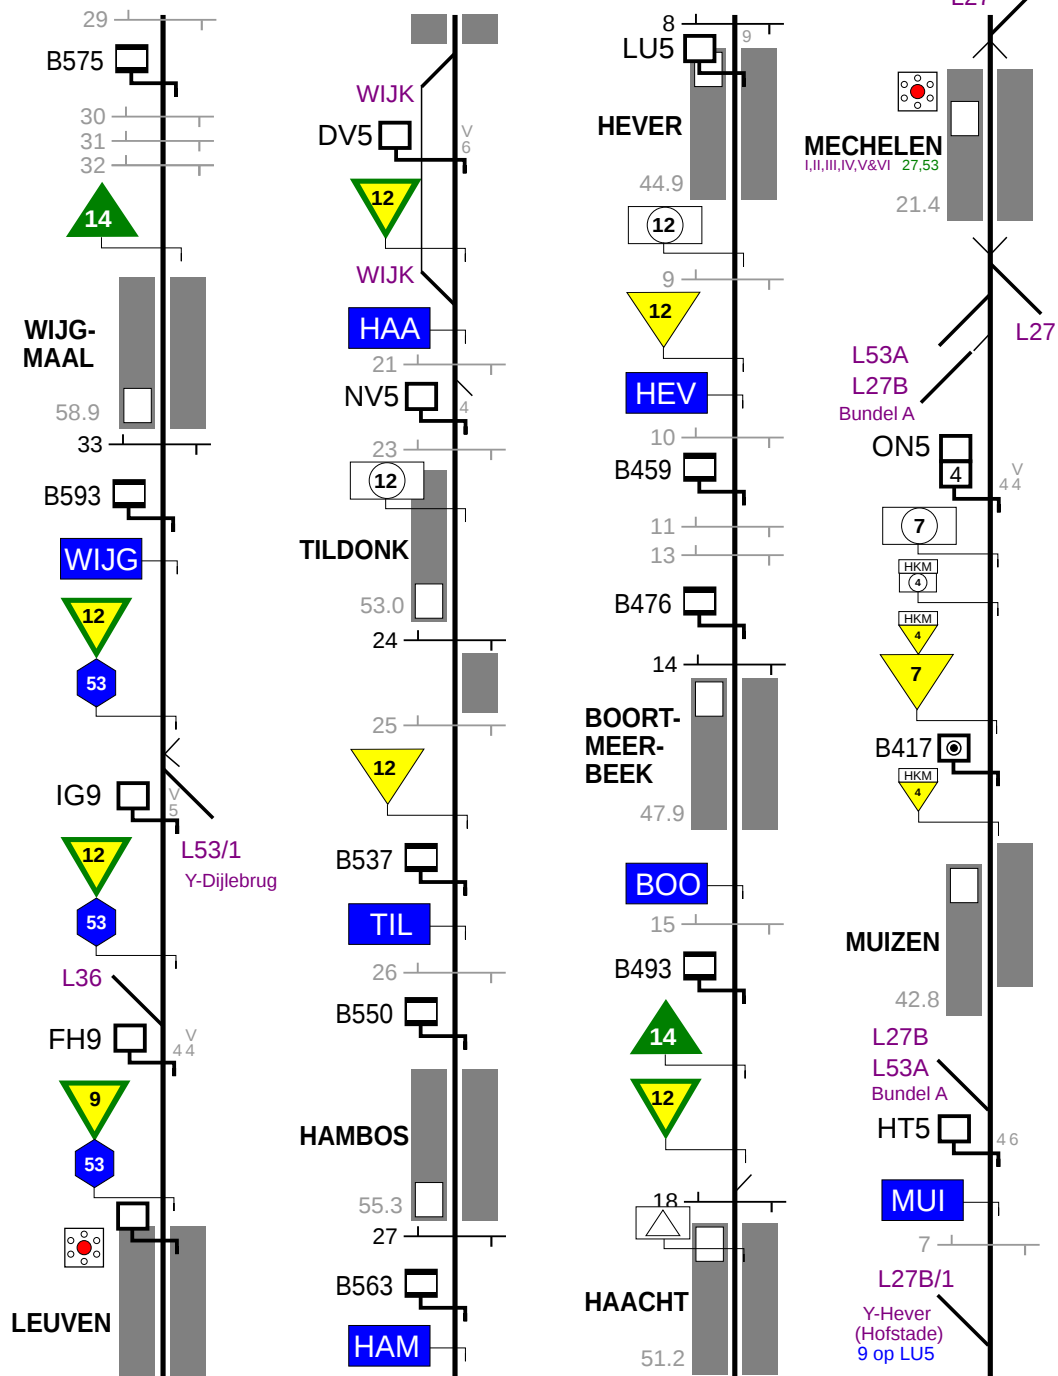 29
B575
30
31
32
14
WIJG-
MAAL
58.9
33
B593
WIJG
12
53
IG9
V
5
L53/1
Y-Dijlebrug
12
53
L36
FH9
V
4 4
9
53
LEUVEN
WIJK
DV5
V
6
12
WIJK
HAA
21
NV5
4
23
12
TILDONK
53.0
24
25
12
B537
TIL
26
B550
HAMBOS
55.3
27
B563
HAM
8
9
LU5
HEVER
44.9
12
9
12
HEV
10
B459
11
13
B476
14
BOORT-
MEER-
BEEK
47.9
BOO
15
B493
14
12
18
HAACHT
51.2
L27
MECHELEN
I,II,III,IV,V&VI 27,53
21.4
L27
L53A
L27B
Bundel A
ON5
4
V
4 4
7
HKM
4
HKM
4
7
B417
HKM
4
MUIZEN
42.8
L27B
L53A
Bundel A
HT5
4 6
MUI
7
L27B/1
Y-Hever
(Hofstade)
9 op LU5